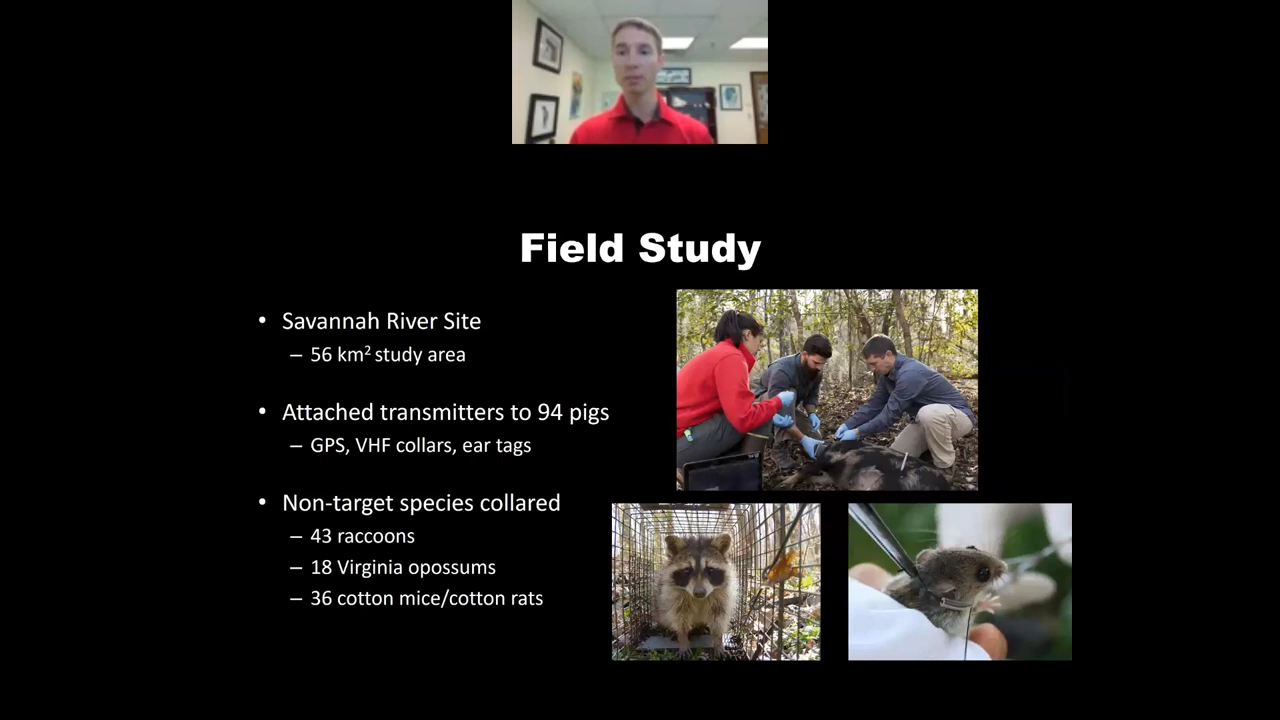 Field Study
• Savannah River Site
– 56 km² study area
• Attached transmitters to 94 pigs
– GPS, VHF collars, ear tags
• Non-target species collared
– 43 raccoons
– 18 Virginia opossums
– 36 cotton mice/cotton rats